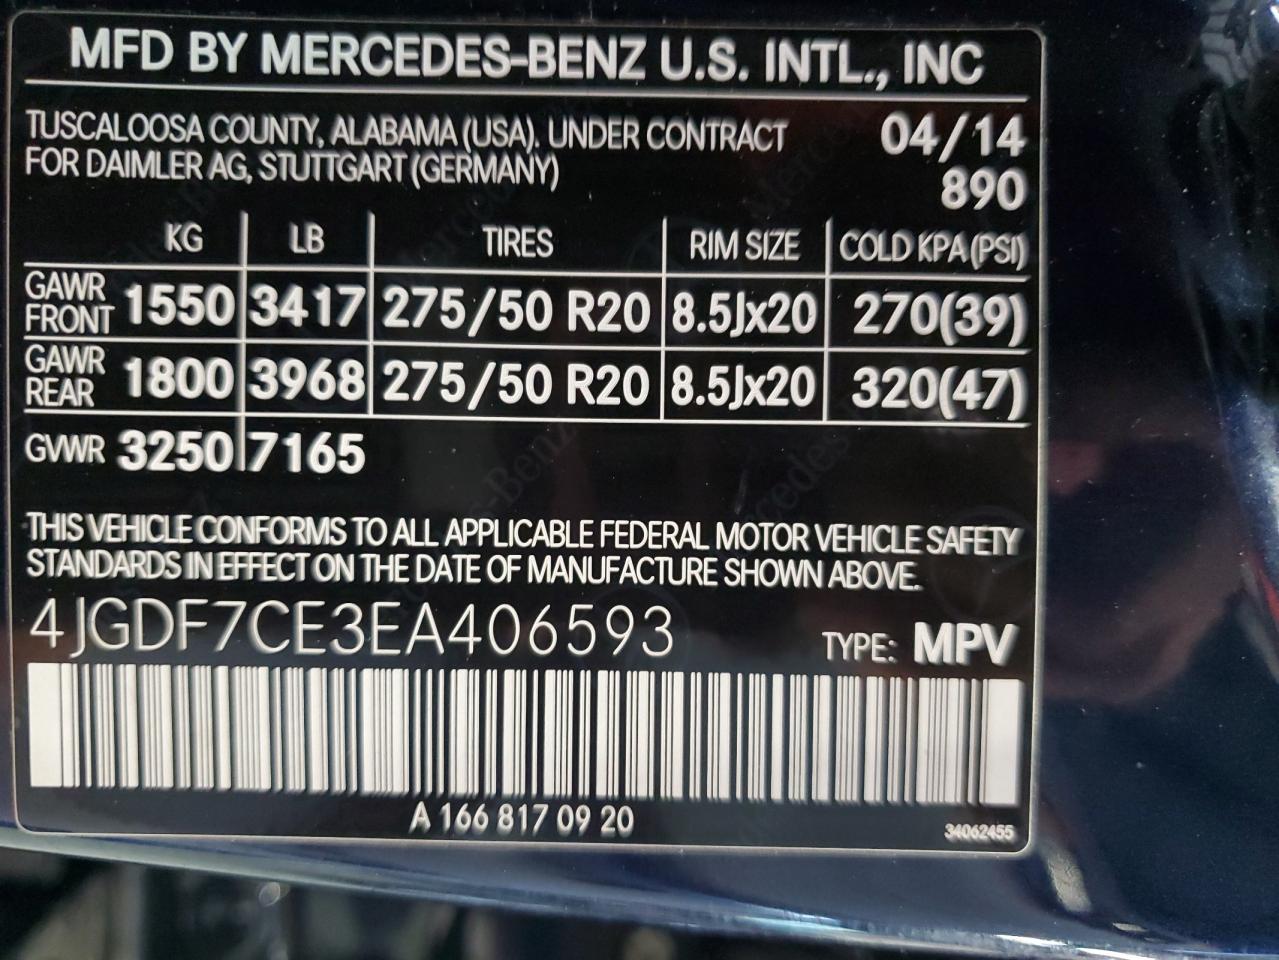 MFD BY MERCEDES-BENZ U.S. INTL., INC
TUSCALOOSA COUNTY, ALABAMA (USA). UNDER CONTRACT 04/14
FOR DAIMLER AG, STUTTGART (GERMANY) 890
KG LB TIRES RIM SIZE COLD KPA (PSI)
GAWR FRONT 1550 3417 275/50 R20 8.5Jx20 270(39)
GAWR REAR 1800 3968 275/50 R20 8.5Jx20 320(47)
GVWR 3250 7165
THIS VEHICLE CONFORMS TO ALL APPLICABLE FEDERAL MOTOR VEHICLE SAFETY
STANDARDS IN EFFECT ON THE DATE OF MANUFACTURE SHOWN ABOVE.
4JGDF7CE3EA406593 TYPE: MPV
A 166 817 09 20
34062455